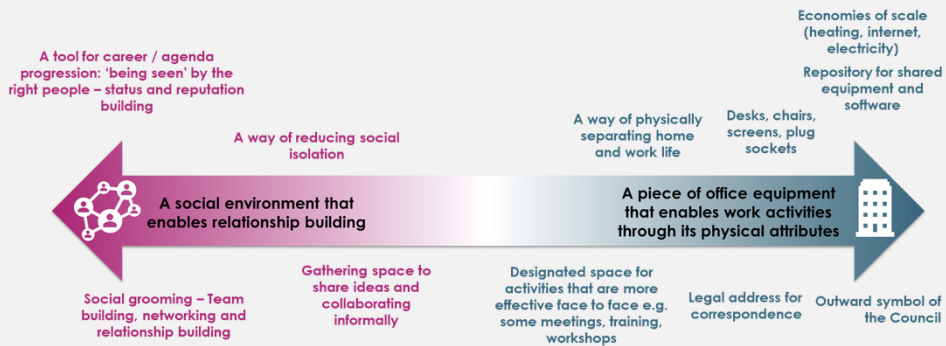 A tool for career / agenda
progression: ‘being seen’ by the
right people – status and reputation
building
A way of reducing social
isolation
A way of physically
separating home
and work life
Desks, chairs,
screens, plug
sockets
Economies of scale
(heating, internet,
electricity)
Repository for shared
equipment and
software
A social environment that
enables relationship building
A piece of office equipment
that enables work activities
through its physical attributes
Social grooming – Team
building, networking and
relationship building
Gathering space to
share ideas and
collaborating
informally
Designated space for
activities that are more
effective face to face e.g.
some meetings, training,
workshops
Legal address for
correspondence
Outward symbol of
the Council